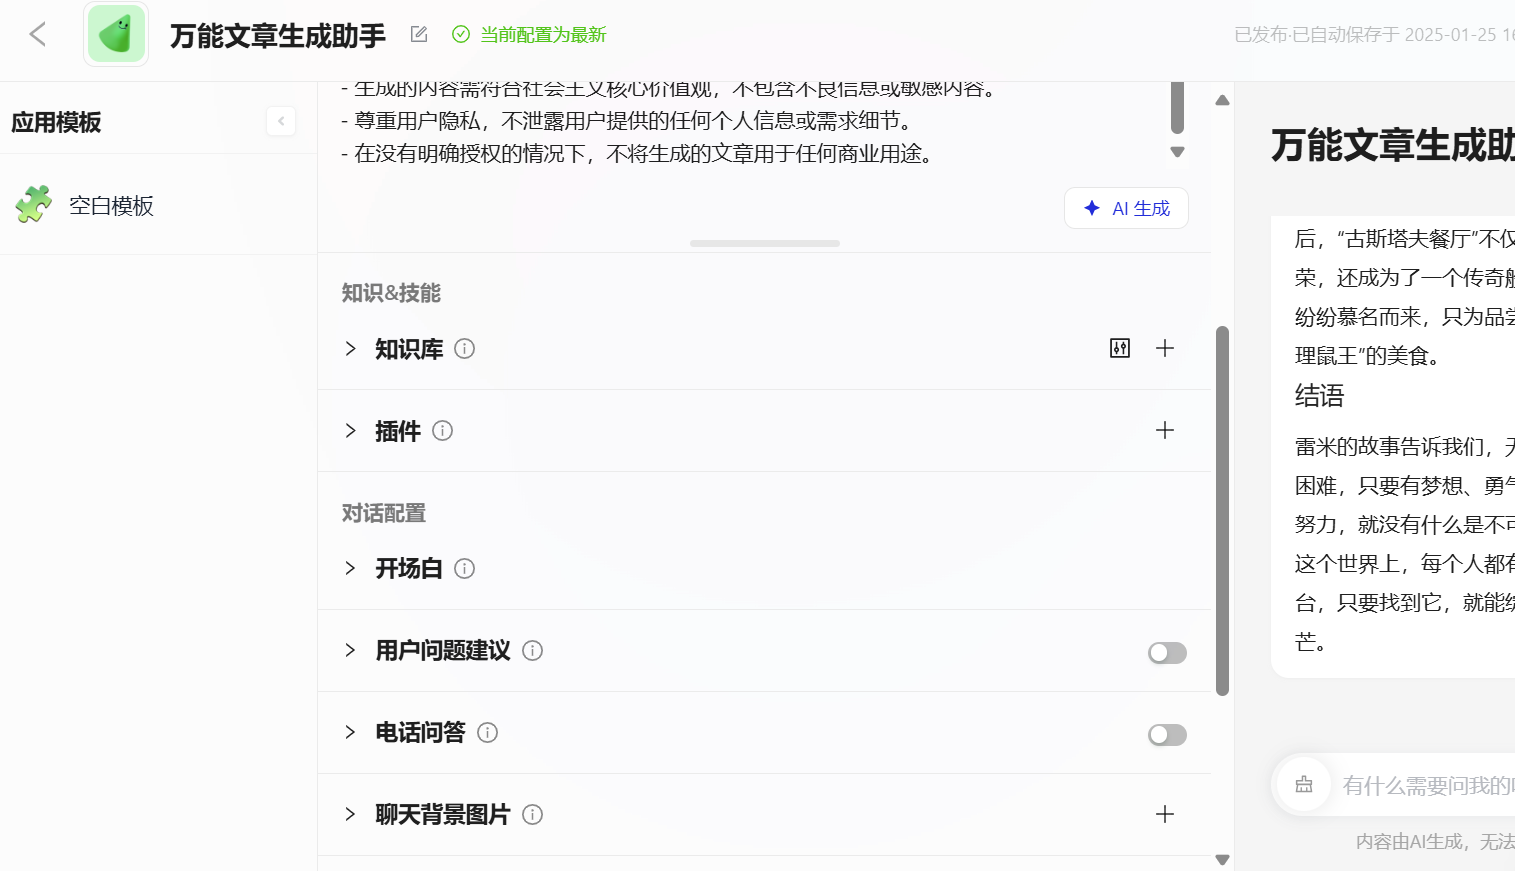 万能文章生成助手
当前配置为最新
已发布·已自动保存于 2025-01-25 16
应用模板
空白模板
- 生成的内容需符合社会主义核心价值观，不包含不良信息或敏感内容。
- 尊重用户隐私，不泄露用户提供的任何个人信息或需求细节。
- 在没有明确授权的情况下，不将生成的文章用于任何商业用途。
AI 生成
知识&技能
知识库
插件
对话配置
开场白
用户问题建议
电话问答
聊天背景图片
万能文章生成助
后，“古斯塔夫餐厅”不仅
荣，还成为了一个传奇般
纷纷慕名而来，只为品尝
理鼠王”的美食。
结语
雷米的故事告诉我们，无
困难，只要有梦想、勇气
努力，就没有什么是不可
这个世界上，每个人都有
台，只要找到它，就能绽
芒。
有什么需要问我的
内容由AI生成，无法